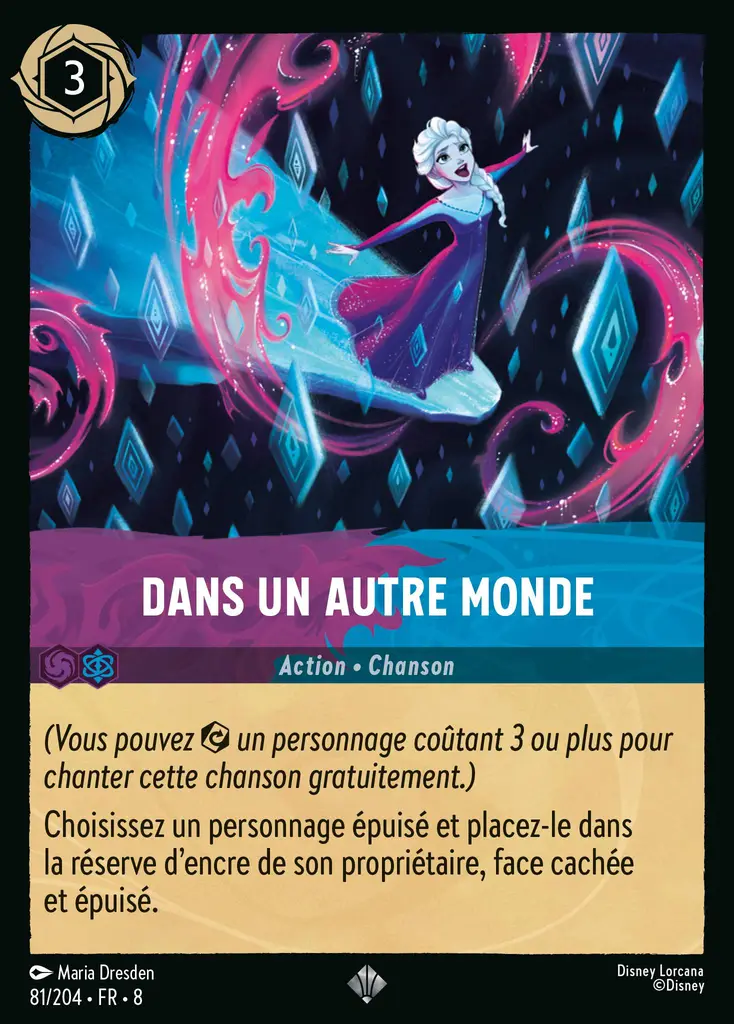 3
DANS UN AUTRE MONDE
Action • Chanson
(Vous pouvez un personnage coûtant 3 ou plus pour
chanter cette chanson gratuitement.)
Choisissez un personnage épuisé et placez-le dans
la réserve d'encre de son propriétaire, face cachée
et épuisé.
Maria Dresden
81/204 • FR • 8
Disney Lorcana
©Disney